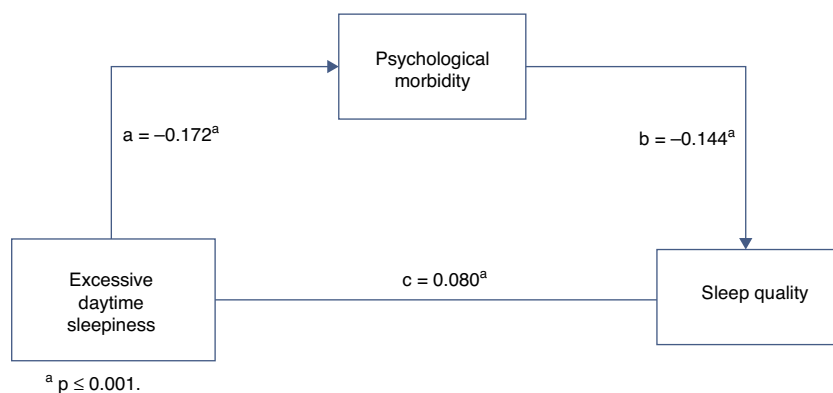 Psychological
morbidity
a = –0.172ᵃ
b = –0.144ᵃ
Excessive
daytime
sleepiness
c = 0.080ᵃ
Sleep quality
ᵃ p ≤ 0.001.